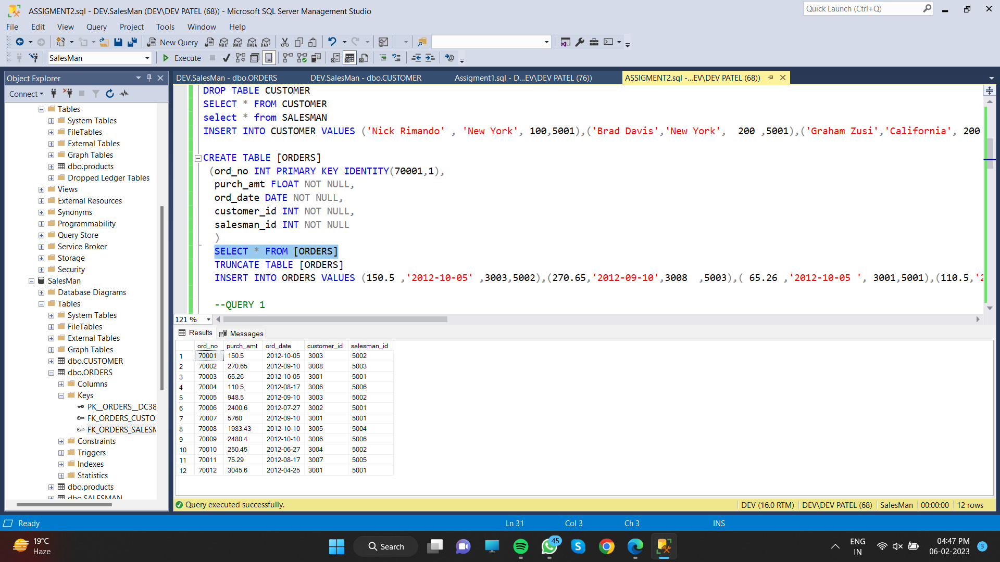 ASSIGMENT2.sql - DEV.SalesMan (DEV\DEV PATEL (68)) - Microsoft SQL Server Management Studio
Quick Launch (Ctrl+Q)
File Edit View Query Project Tools Window Help
New Query MDX DMX XMLA DAX
SalesMan Execute
Object Explorer
Connect
Tables
System Tables
FileTables
External Tables
Graph Tables
dbo.products
Dropped Ledger Tables
Views
External Resources
Synonyms
Programmability
Query Store
Service Broker
Storage
Security
SalesMan
Database Diagrams
Tables
System Tables
FileTables
External Tables
Graph Tables
dbo.CUSTOMER
dbo.ORDERS
Columns
Keys
PK__ORDERS__DC38
FK_ORDERS_CUSTO
FK_ORDERS_SALESM
Constraints
Triggers
Indexes
Statistics
dbo.products
dbo.SALESMAN
DEV.SalesMan - dbo.ORDERS DEV.SalesMan - dbo.CUSTOMER Assigment1.sql - D...EV\DEV PATEL (76)) ASSIGMENT2.sql -...EV\DEV PATEL (68))
DROP TABLE CUSTOMER
SELECT * FROM CUSTOMER
select * from SALESMAN
INSERT INTO CUSTOMER VALUES ('Nick Rimando' , 'New York', 100,5001),('Brad Davis','New York',  200 ,5001),('Graham Zusi','California', 200
CREATE TABLE [ORDERS]
(ord_no INT PRIMARY KEY IDENTITY(70001,1),
purch_amt FLOAT NOT NULL,
ord_date DATE NOT NULL,
customer_id INT NOT NULL,
salesman_id INT NOT NULL
)
SELECT * FROM [ORDERS]
TRUNCATE TABLE [ORDERS]
INSERT INTO ORDERS VALUES (150.5 ,'2012-10-05' ,3003,5002),(270.65,'2012-09-10',3008  ,5003),( 65.26 ,'2012-10-05 ', 3001,5001),(110.5,'2
--QUERY 1
121 %
Results Messages
ord_no purch_amt ord_date customer_id salesman_id
1 70001 150.5 2012-10-05 3003 5002
2 70002 270.65 2012-09-10 3008 5003
3 70003 65.26 2012-10-05 3001 5001
4 70004 110.5 2012-08-17 3006 5006
5 70005 948.5 2012-09-10 3003 5002
6 70006 2400.6 2012-07-27 3002 5001
7 70007 5760 2012-09-10 3001 5001
8 70008 1983.43 2012-10-10 3005 5004
9 70009 2480.4 2012-10-10 3006 5006
10 70010 250.45 2012-06-27 3004 5002
11 70011 75.29 2012-08-17 3007 5005
12 70012 3045.6 2012-04-25 3001 5001
Query executed successfully. DEV (16.0 RTM) DEV\DEV PATEL (68) SalesMan 00:00:00 12 rows
Ready Ln 31 Col 3 Ch 3 INS
19°C
Haze
Search
45
ENG
IN
04:47 PM
06-02-2023
3